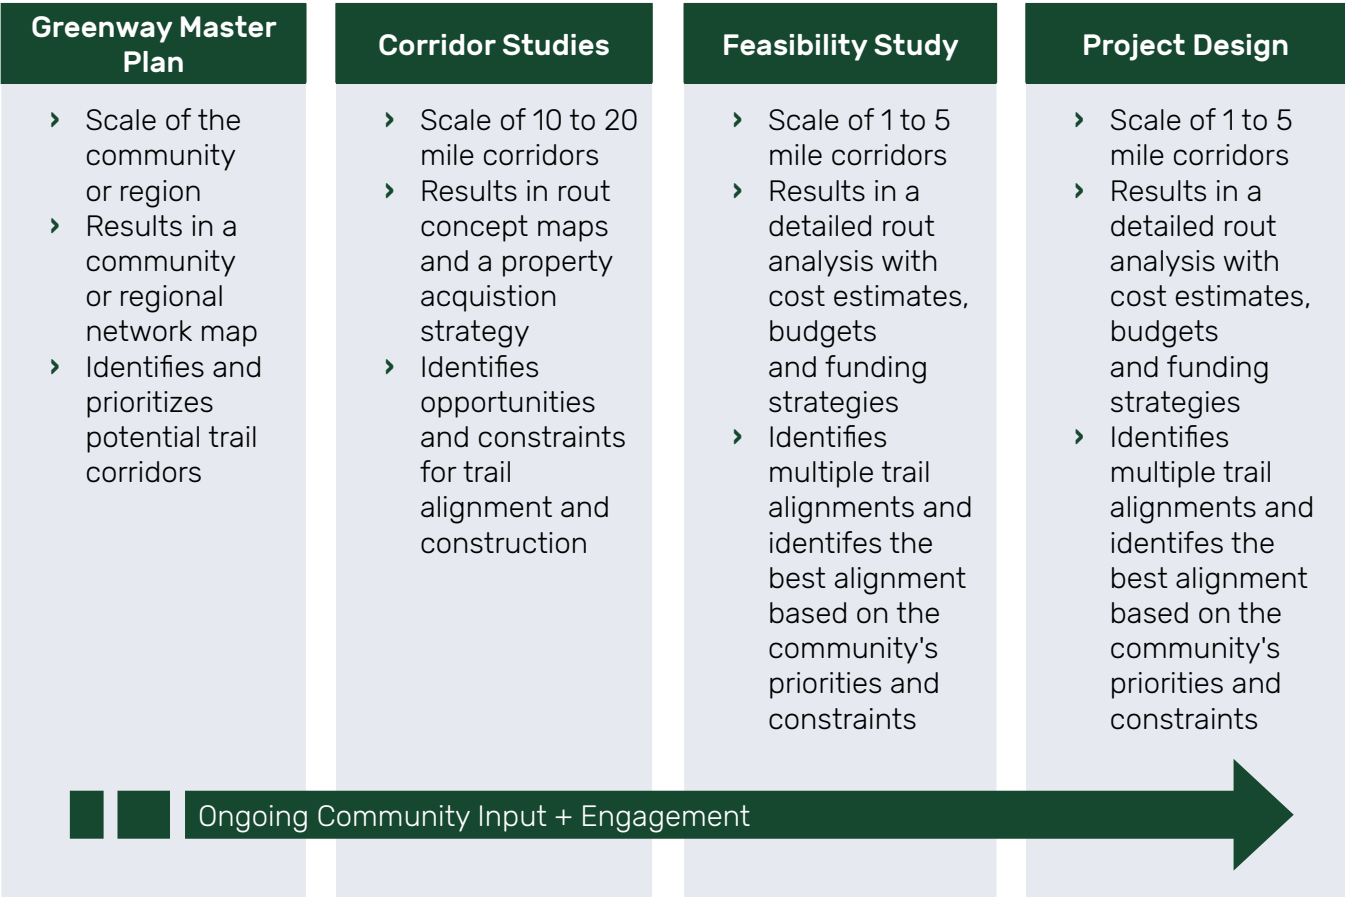 Greenway Master
Plan
› Scale of the
community
or region
› Results in a
community
or regional
network map
› Identifies and
prioritizes
potential trail
corridors
Corridor Studies
› Scale of 10 to 20
mile corridors
› Results in rout
concept maps
and a property
acquistion
strategy
› Identifies
opportunities
and constraints
for trail
alignment and
construction
Feasibility Study
› Scale of 1 to 5
mile corridors
› Results in a
detailed rout
analysis with
cost estimates,
budgets
and funding
strategies
› Identifies
multiple trail
alignments and
identifes the
best alignment
based on the
community's
priorities and
constraints
Project Design
› Scale of 1 to 5
mile corridors
› Results in a
detailed rout
analysis with
cost estimates,
budgets
and funding
strategies
› Identifies
multiple trail
alignments and
identifes the
best alignment
based on the
community's
priorities and
constraints
Ongoing Community Input + Engagement